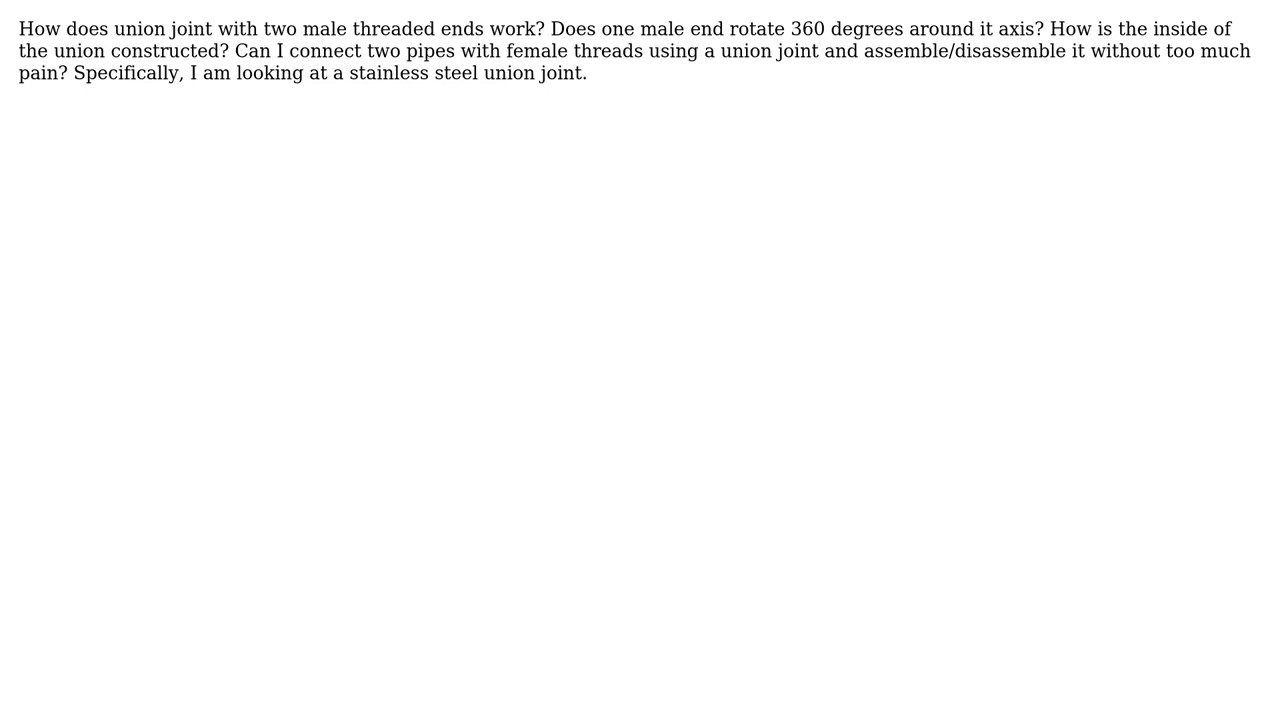 How does union joint with two male threaded ends work? Does one male end rotate 360 degrees around it axis? How is the inside of
the union constructed? Can I connect two pipes with female threads using a union joint and assemble/disassemble it without too much
pain? Specifically, I am looking at a stainless steel union joint.